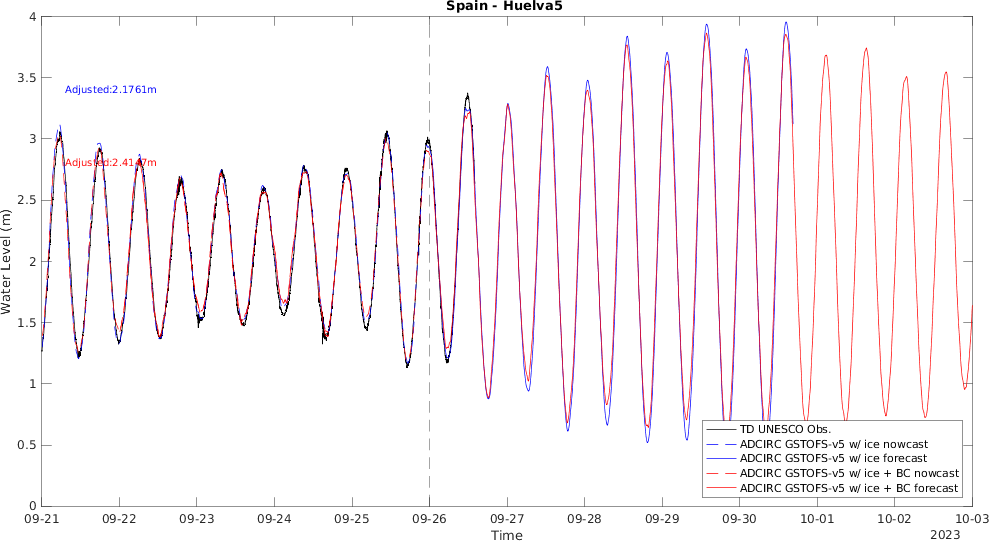 Spain - Huelva5
4
3.5
3
2.5
2
1.5
1
0.5
0
Water Level (m)
Adjusted:2.1761m
TD UNESCO Obs.
ADCIRC GSTOFS-v5 w/ ice nowcast
ADCIRC GSTOFS-v5 w/ ice forecast
ADCIRC GSTOFS-v5 w/ ice + BC nowcast
ADCIRC GSTOFS-v5 w/ ice + BC forecast
09-21 09-22 09-23 09-24 09-25 09-26 09-27 09-28 09-29 09-30 10-01 10-02 10-03
Time
2023